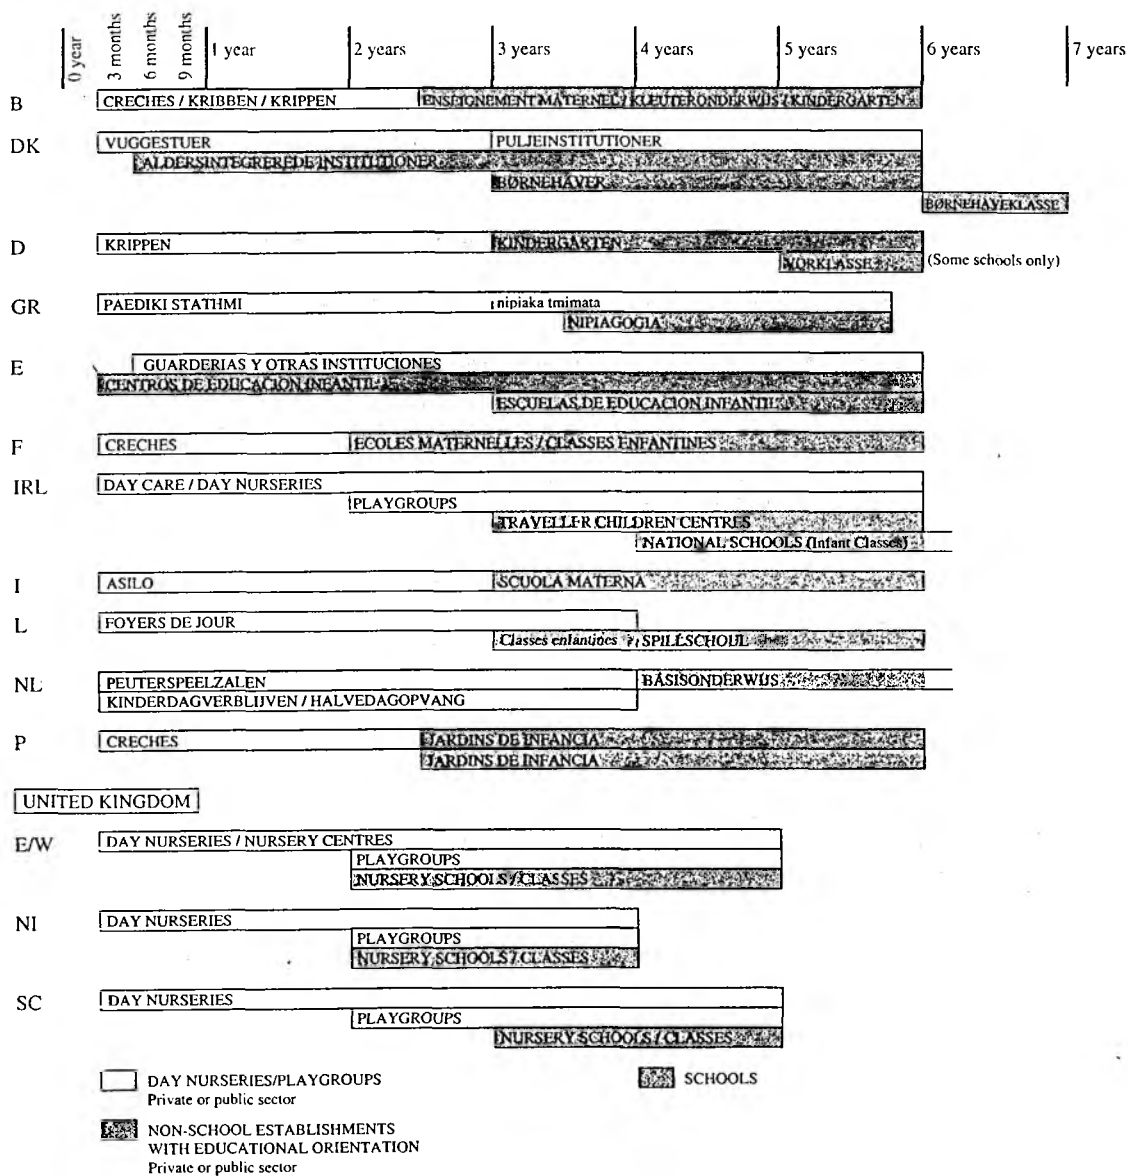 0 year 3 months 6 months 9 months 1 year 2 years 3 years 4 years 5 years 6 years 7 years
B CRECHES / KRIBBEN / KRIPPEN ENSEIGNEMENT MATERNEL / KLEUTERONDERWIJS / KINDERGARTEN
DK VUGGESTUER PULJEINSTITUTIONER
ALDERSINTEGREREDE INSTITUTIONER
BØRNEHAVER
BØRNEHAVEKLASSE
D KRIPPEN KINDERGARTEN
VORKLASSE (Some schools only)
GR PAEDIKI STATHMI nipiaka tmimata
NIPIAGOGIA
E GUARDERIAS Y OTRAS INSTITUCIONES
CENTROS DE EDUCACION INFANTIL
ESCUELAS DE EDUCACION INFANTIL
F CRECHES ECOLES MATERNELLES / CLASSES ENFANTINES
IRL DAY CARE / DAY NURSERIES
PLAYGROUPS
TRAVELLER CHILDREN CENTRES
NATIONAL SCHOOLS (Infant Classes)
I ASILO SCUOLA MATERNA
L FOYERS DE JOUR
Classes enfantines SPILLSCHOUL
NL PEUTERSPEELZALEN BASISONDERWIJS
KINDERDAGVERBLIJVEN / HALVEDAGOPVANG
P CRECHES JARDINS DE INFANCIA
JARDINS DE INFANCIA
UNITED KINGDOM
E/W DAY NURSERIES / NURSERY CENTRES
PLAYGROUPS
NURSERY SCHOOLS / CLASSES
NI DAY NURSERIES
PLAYGROUPS
NURSERY SCHOOLS / CLASSES
SC DAY NURSERIES
PLAYGROUPS
NURSERY SCHOOLS / CLASSES
DAY NURSERIES/PLAYGROUPS SCHOOLS
Private or public sector
NON-SCHOOL ESTABLISHMENTS
WITH EDUCATIONAL ORIENTATION
Private or public sector